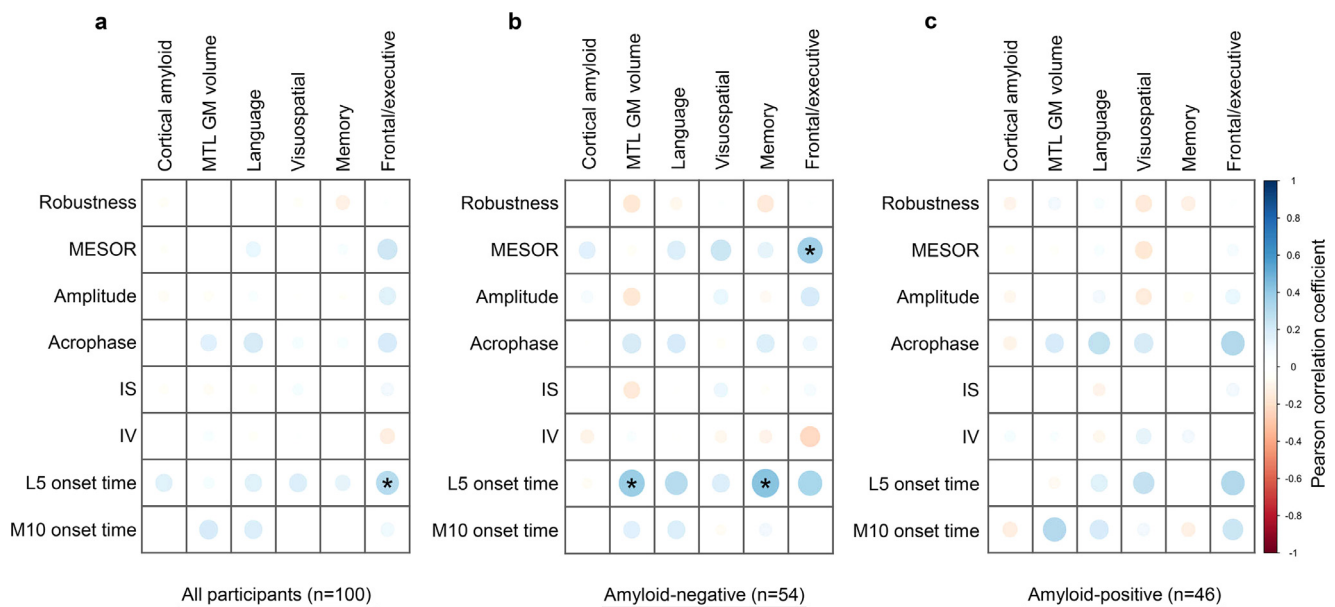 a
b
c
Cortical amyloid
MTL GM volume
Language
Visuospatial
Memory
Frontal/executive
Cortical amyloid
MTL GM volume
Language
Visuospatial
Memory
Frontal/executive
Cortical amyloid
MTL GM volume
Language
Visuospatial
Memory
Frontal/executive
Robustness
MESOR
Amplitude
Acrophase
IS
IV
L5 onset time
*
M10 onset time
Robustness
MESOR
*
Amplitude
Acrophase
IS
IV
L5 onset time
*
*
M10 onset time
Robustness
MESOR
Amplitude
Acrophase
IS
IV
L5 onset time
M10 onset time
1
0.8
0.6
0.4
0.2
0
-0.2
-0.4
-0.6
-0.8
-1
Pearson correlation coefficient
All participants (n=100)
Amyloid-negative (n=54)
Amyloid-positive (n=46)